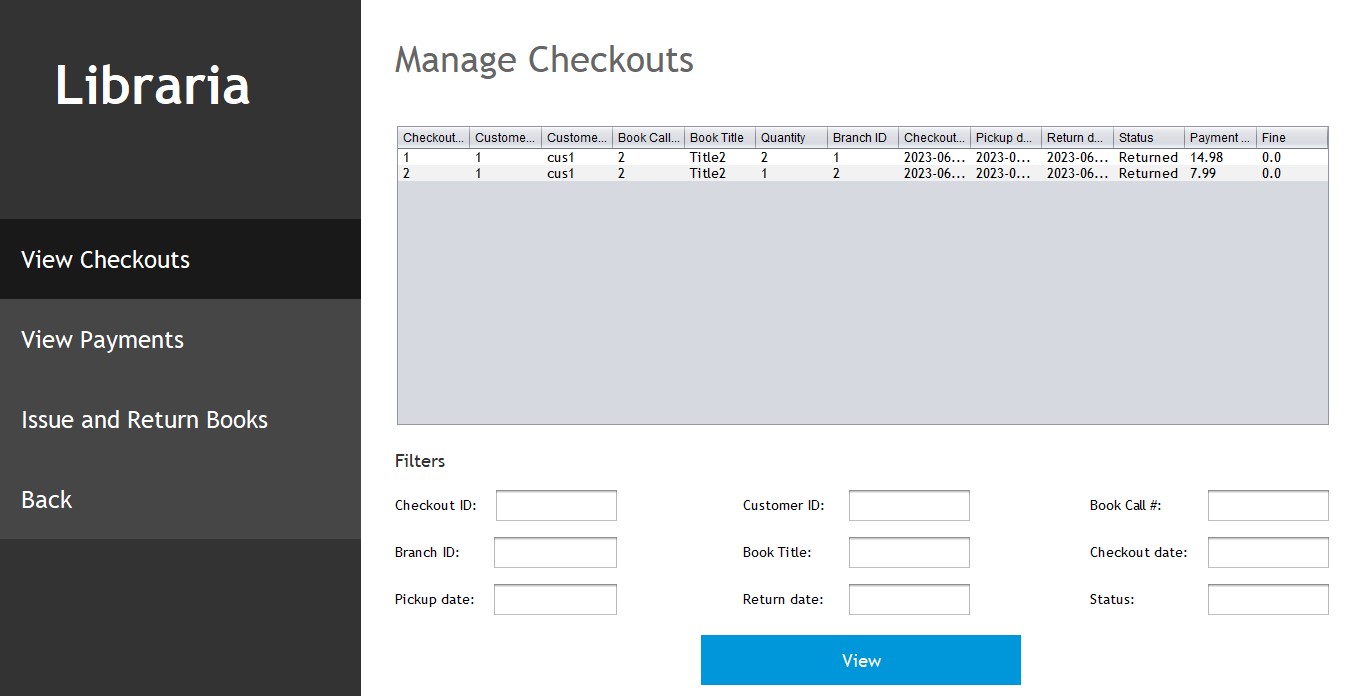 Libraria
View Checkouts
View Payments
Issue and Return Books
Back
Manage Checkouts
Checkout... Custome... Custome... Book Call... Book Title Quantity Branch ID Checkout... Pickup d... Return d... Status Payment ... Fine
1 1 cus1 2 Title2 2 1 2023-06... 2023-0... 2023-06... Returned 14.98 0.0
2 1 cus1 2 Title2 1 2 2023-06... 2023-0... 2023-06... Returned 7.99 0.0
Filters
Checkout ID: Customer ID: Book Call #:
Branch ID: Book Title: Checkout date:
Pickup date: Return date: Status:
View